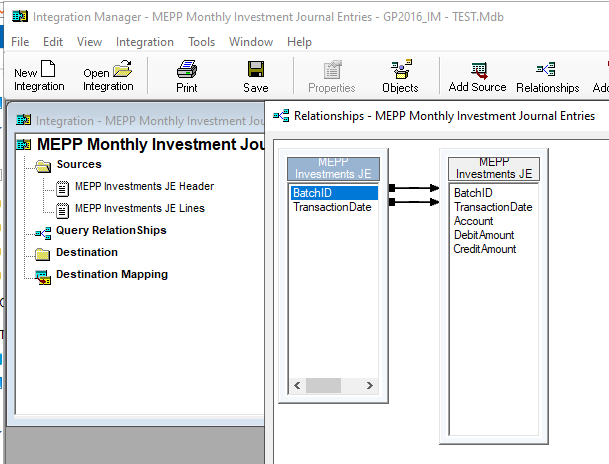 Integration Manager - MEPP Monthly Investment Journal Entries - GP2016_IM - TEST.Mdb
File Edit View Integration Tools Window Help
New Integration
Open Integration
Print
Save
Properties
Objects
Add Source
Relationships
Integration - MEPP Monthly Investment Jou
MEPP Monthly Investment Jou
Sources
MEPP Investments JE Header
MEPP Investments JE Lines
Query RelationShips
Destination
Destination Mapping
Relationships - MEPP Monthly Investment Journal Entries
MEPP
Investments JE
BatchID
TransactionDate
MEPP
Investments JE
BatchID
TransactionDate
Account
DebitAmount
CreditAmount